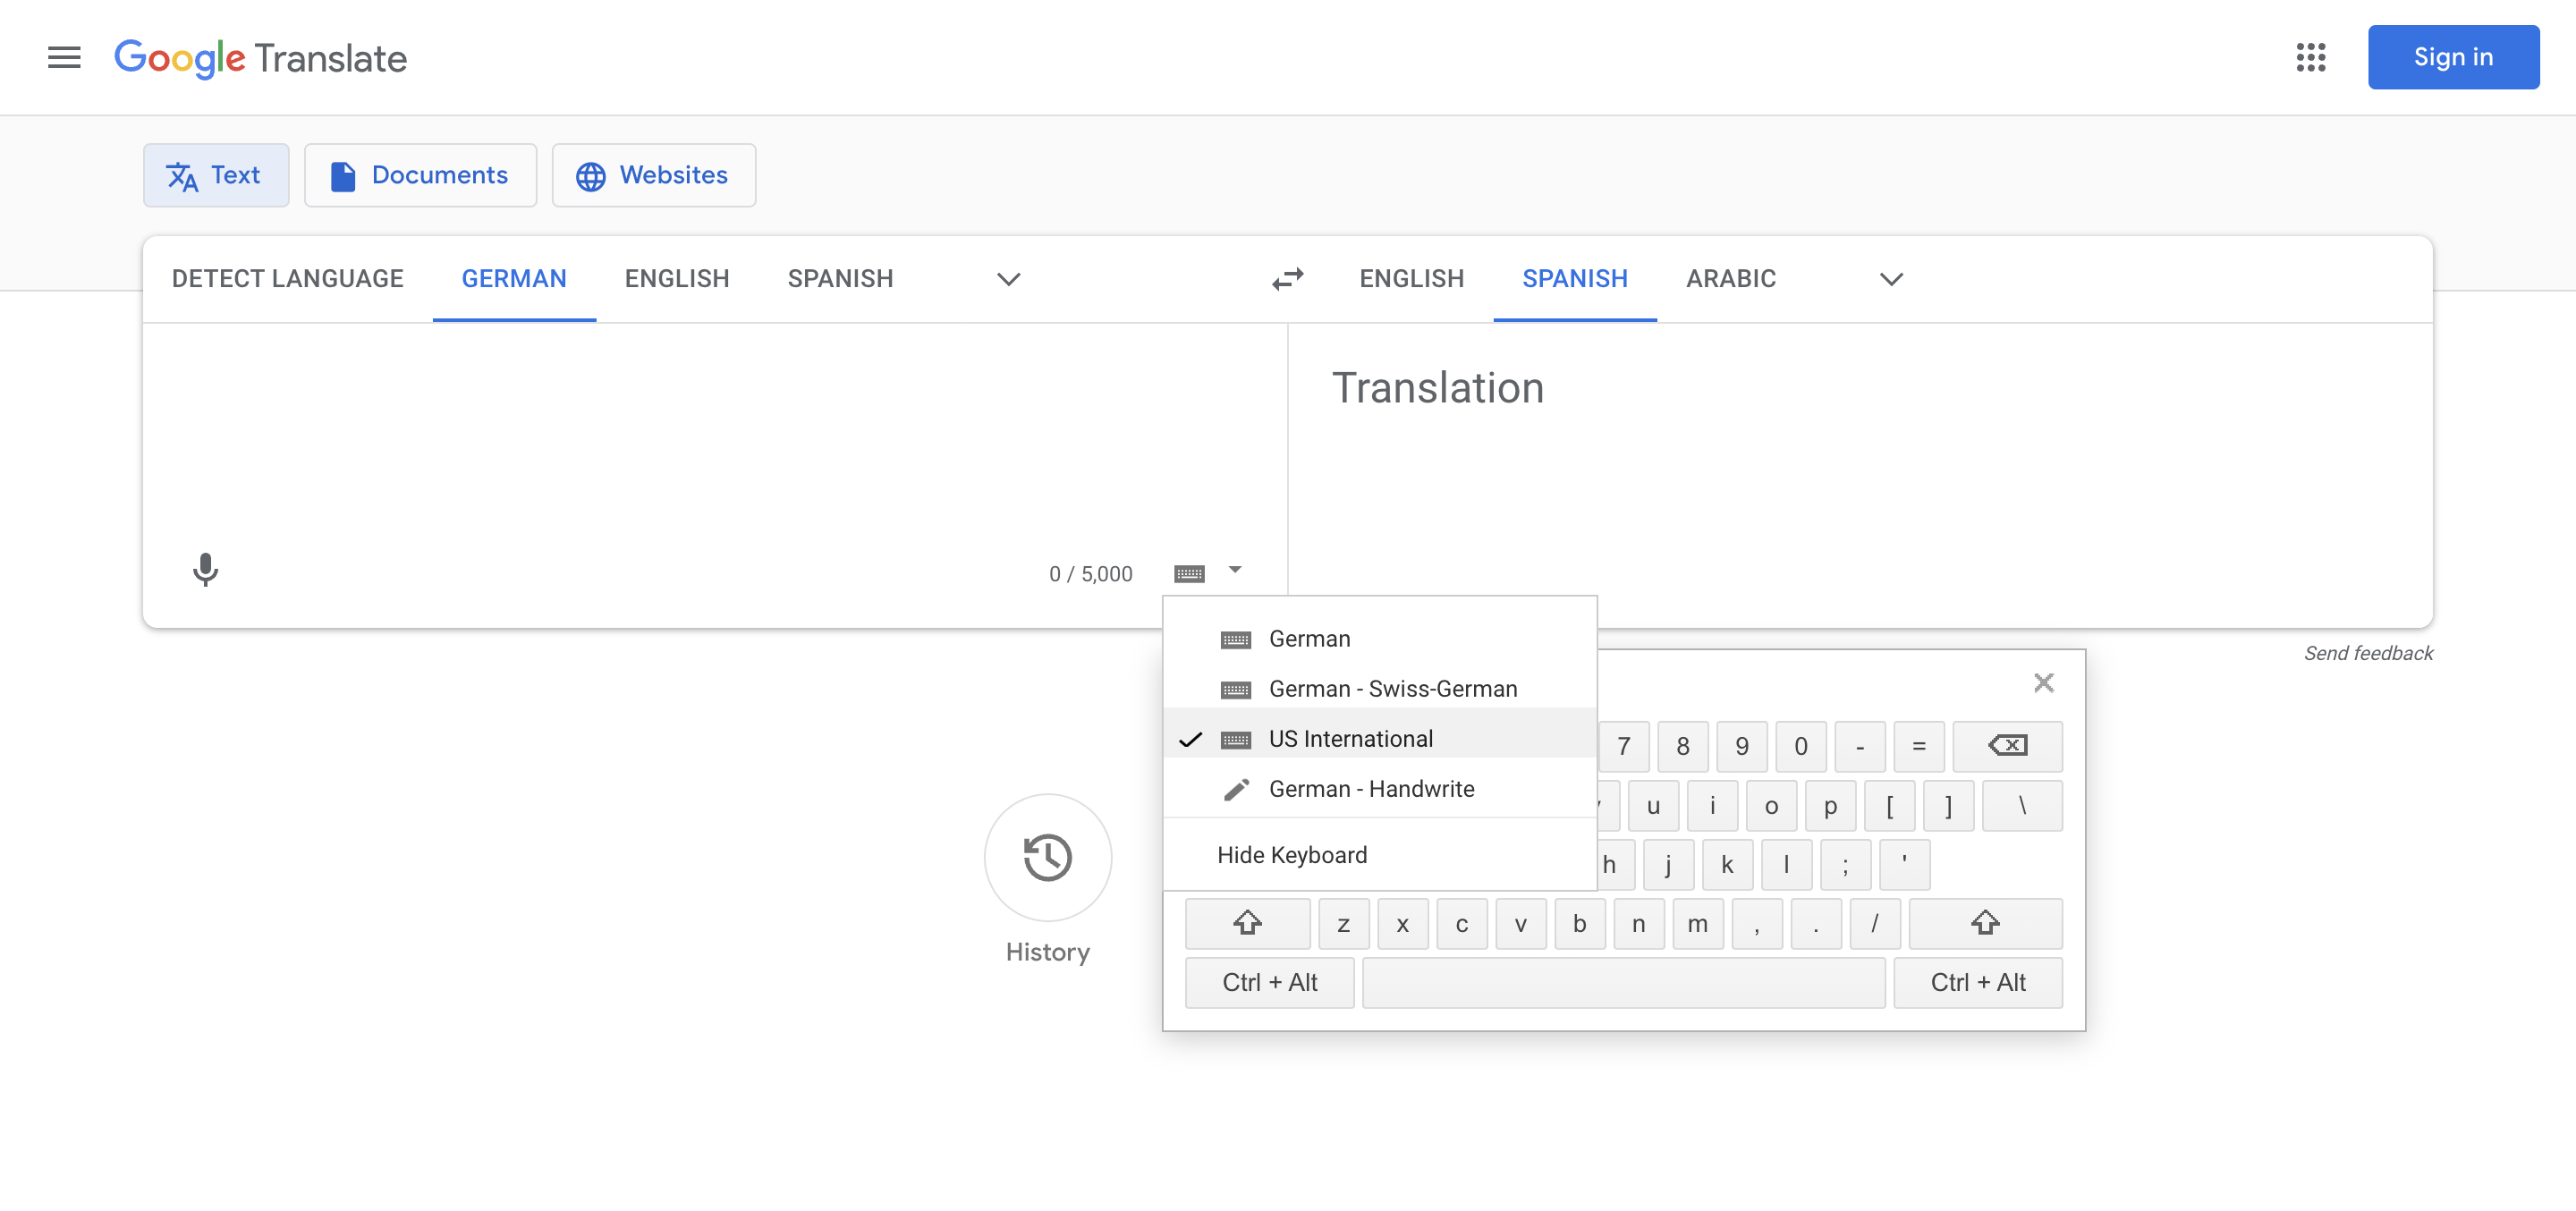 Google Translate
Sign in
Text
Documents
Websites
DETECT LANGUAGE
GERMAN
ENGLISH
SPANISH
ENGLISH
SPANISH
ARABIC
Translation
0 / 5,000
German
German - Swiss-German
US International
German - Handwrite
Hide Keyboard
Send feedback
7 8 9 0 - =
u i o p [ ] \
h j k l ; '
z x c v b n m , . /
Ctrl + Alt
Ctrl + Alt
History